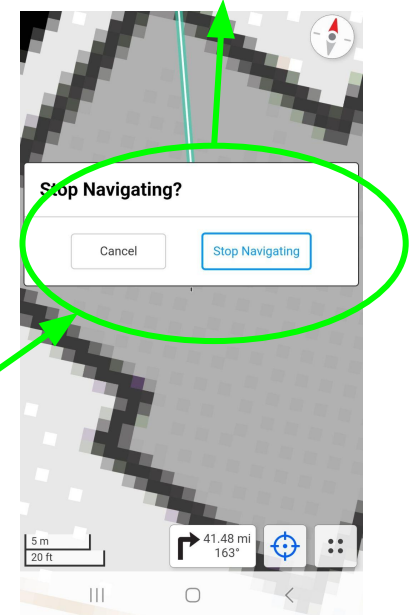 Stop Navigating?
Cancel
Stop Navigating
5 m
20 ft
41.48 mi
163°